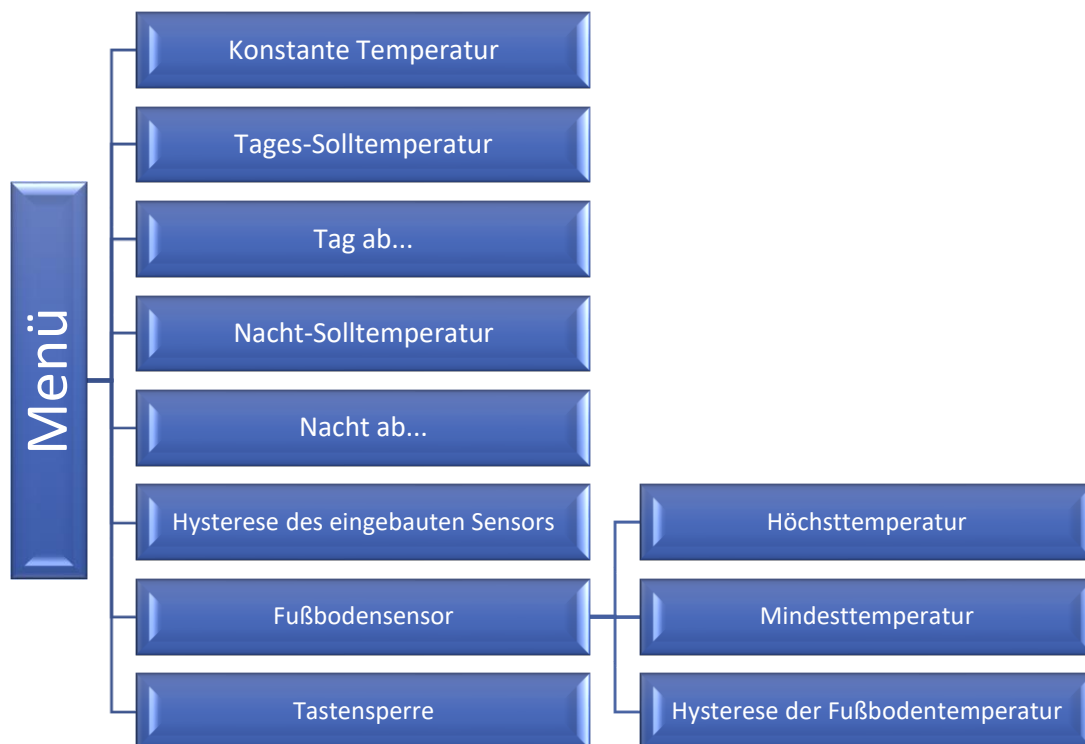 Menü
Konstante Temperatur
Tages-Solltemperatur
Tag ab...
Nacht-Solltemperatur
Nacht ab...
Hysterese des eingebauten Sensors
Fußbodensensor
Höchsttemperatur
Mindesttemperatur
Hysterese der Fußbodentemperatur
Tastensperre